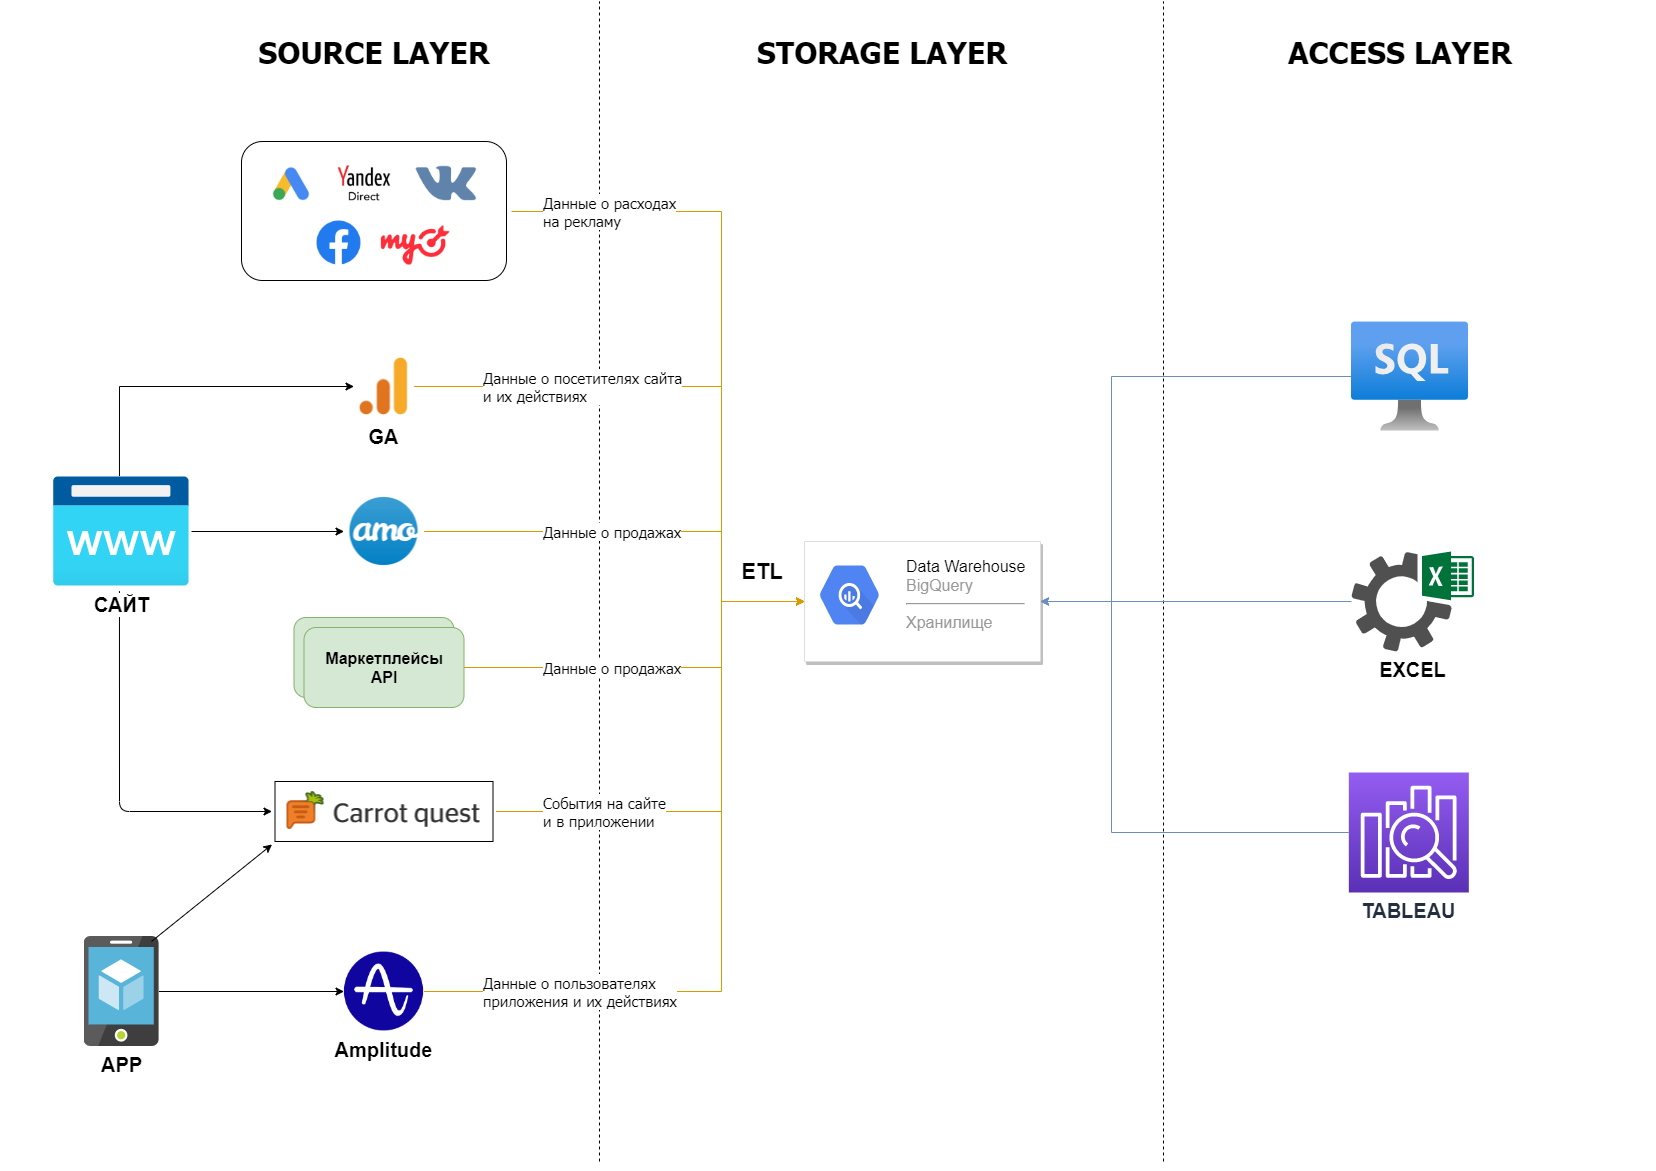 SOURCE LAYER
STORAGE LAYER
ACCESS LAYER
Yandex
Direct
my
Данные о расходах
на рекламу
Данные о посетителях сайта
и их действиях
GA
SQL
www
САЙТ
amo
Данные о продажах
ETL
Data Warehouse
BigQuery
Хранилище
X
EXCEL
Маркетплейсы
API
Данные о продажах
Carrot quest
События на сайте
и в приложении
TABLEAU
Данные о пользователях
приложения и их действиях
APP
Amplitude